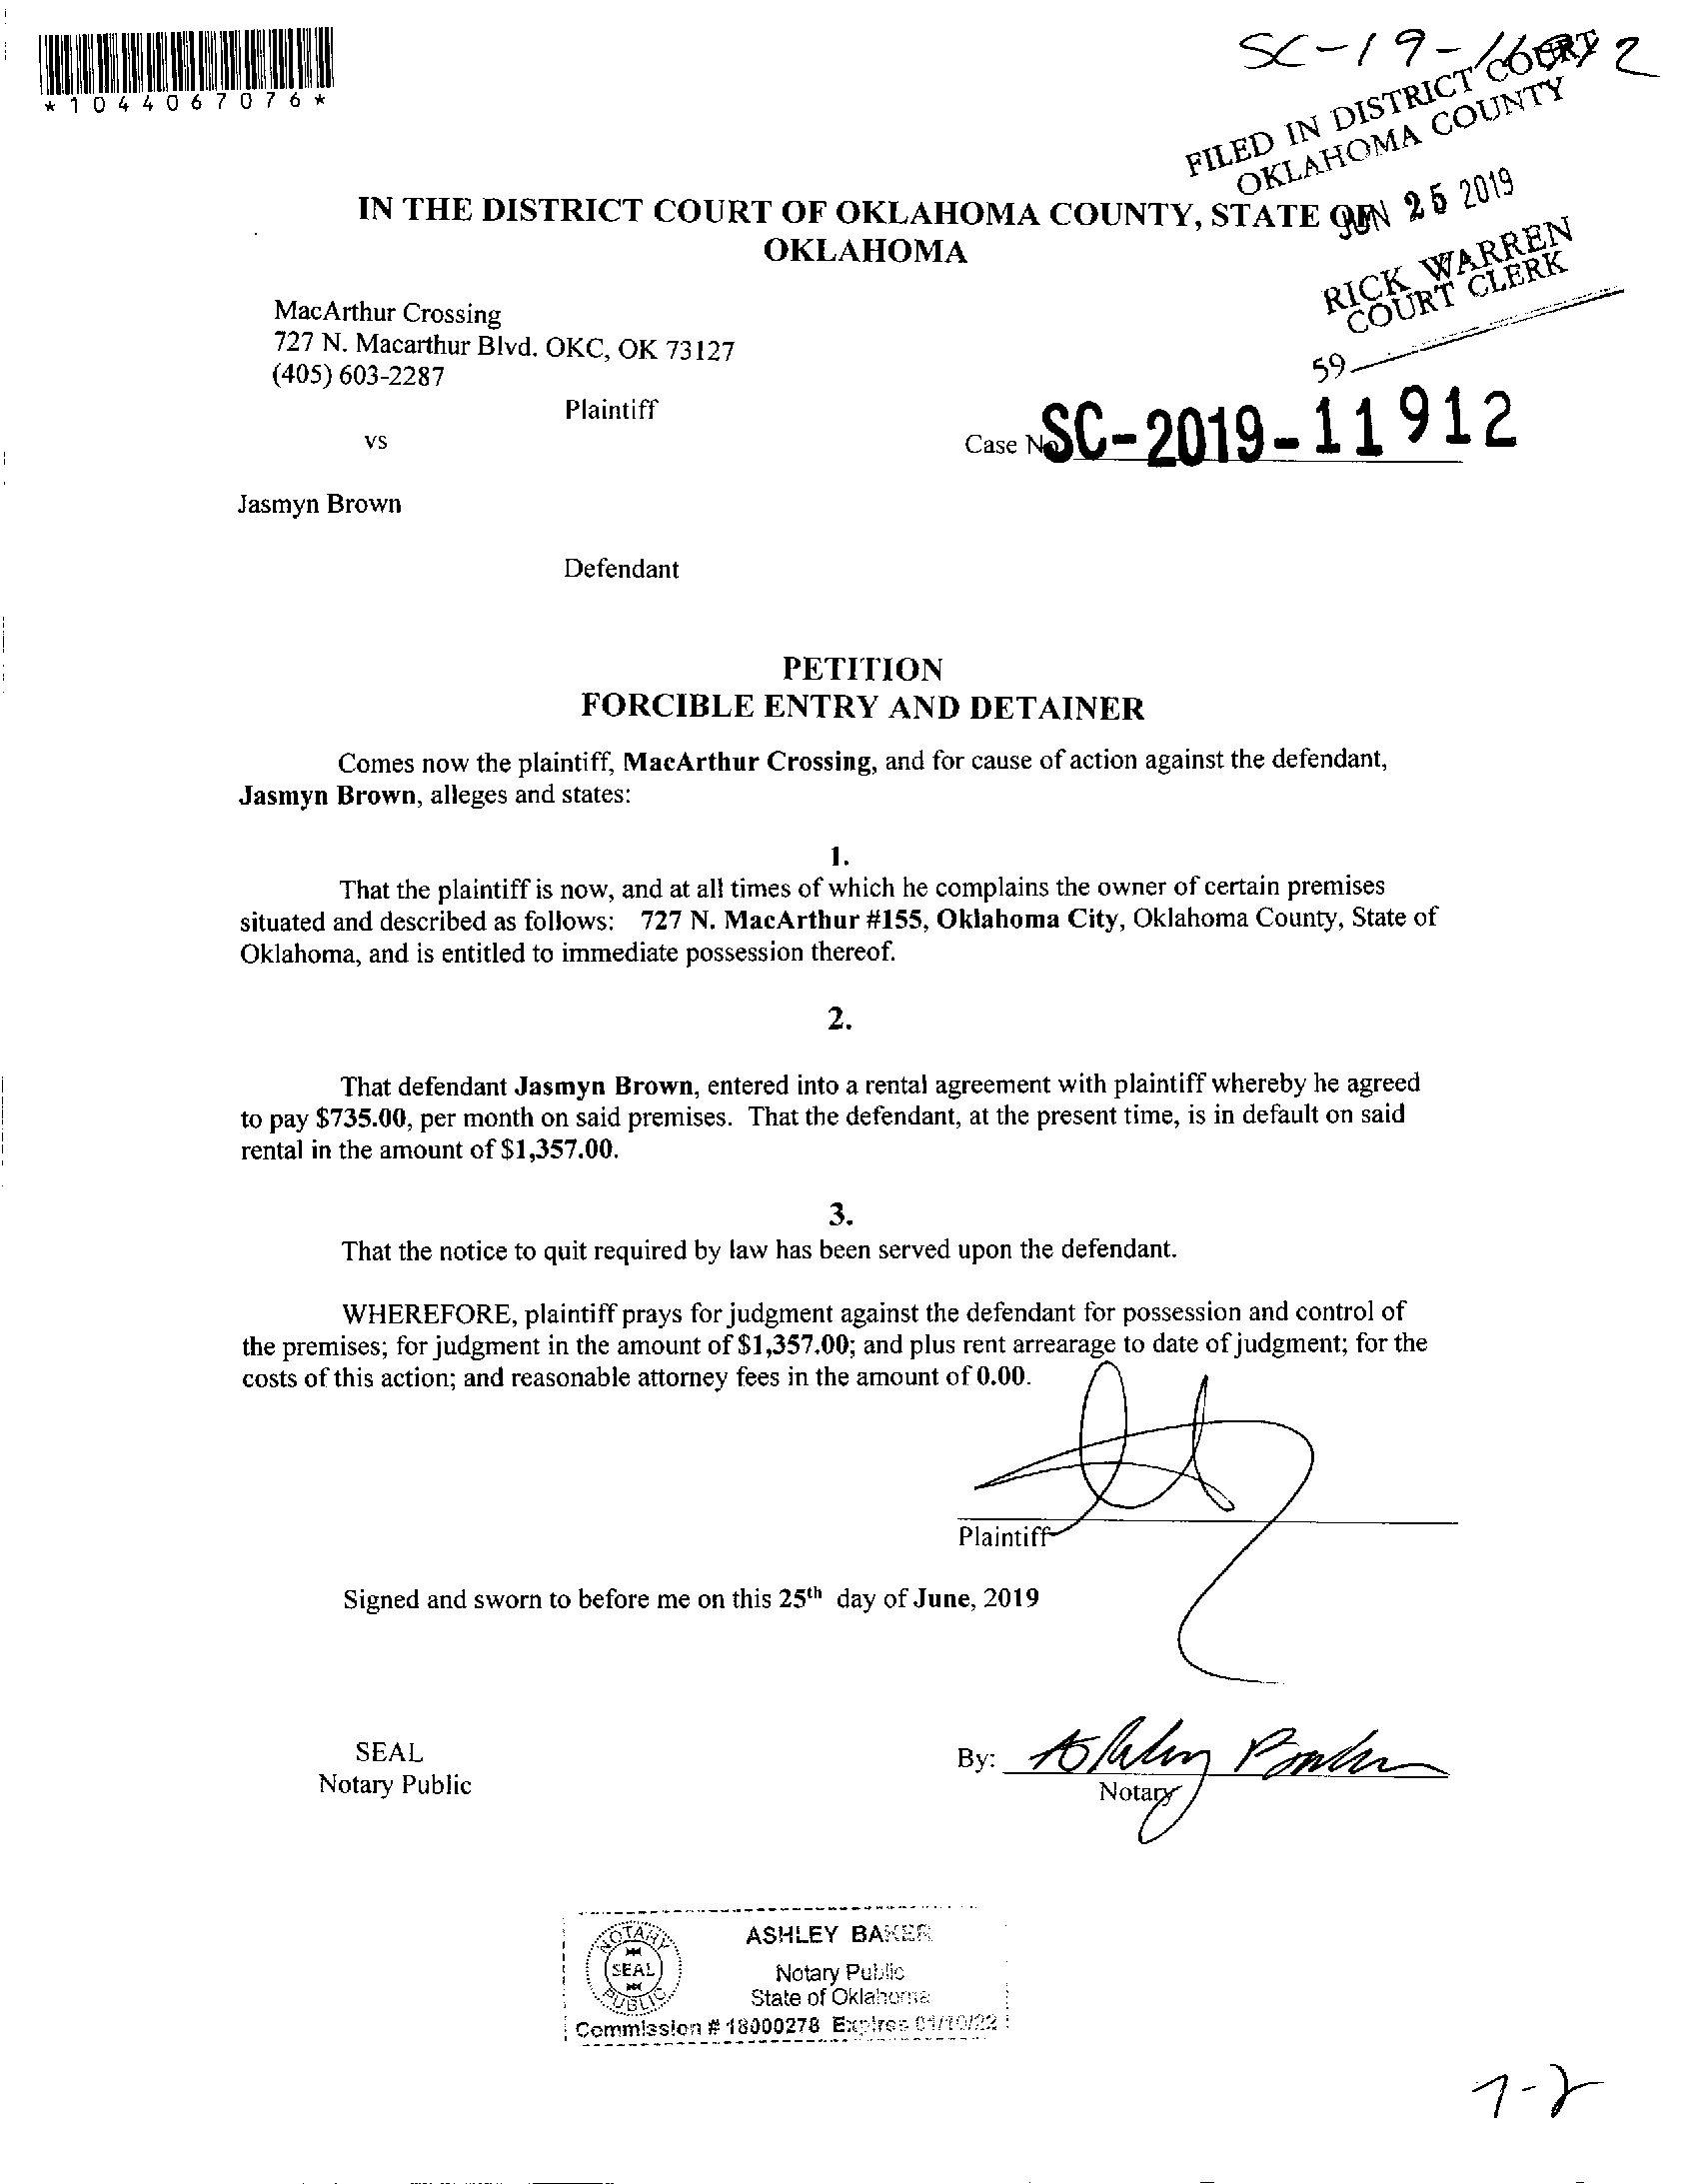 *1044067076*
FILED IN DISTRICT COURT
OKLAHOMA COUNTY
JUN 25 2019
RICK WARREN
COURT CLERK
59
IN THE DISTRICT COURT OF OKLAHOMA COUNTY, STATE OF
OKLAHOMA
MacArthur Crossing
727 N. Macarthur Blvd. OKC, OK 73127
(405) 603-2287
Plaintiff
vs
Case No SC-2019-11912
Jasmyn Brown
Defendant
PETITION
FORCIBLE ENTRY AND DETAINER
Comes now the plaintiff, MacArthur Crossing, and for cause of action against the defendant,
Jasmyn Brown, alleges and states:
1.
That the plaintiff is now, and at all times of which he complains the owner of certain premises
situated and described as follows: 727 N. MacArthur #155, Oklahoma City, Oklahoma County, State of
Oklahoma, and is entitled to immediate possession thereof.
2.
That defendant Jasmyn Brown, entered into a rental agreement with plaintiff whereby he agreed
to pay $735.00, per month on said premises. That the defendant, at the present time, is in default on said
rental in the amount of $1,357.00.
3.
That the notice to quit required by law has been served upon the defendant.
WHEREFORE, plaintiff prays for judgment against the defendant for possession and control of
the premises; for judgment in the amount of $1,357.00; and plus rent arrearage to date of judgment; for the
costs of this action; and reasonable attorney fees in the amount of 0.00.
Plaintiff
Signed and sworn to before me on this 25th day of June, 2019
SEAL
Notary Public
By:
Notary
NOTARY
SEAL
PUBLIC
ASHLEY BAKER
Notary Public
State of Oklahoma
Commission # 18000278 Expires 01/10/22
7-2